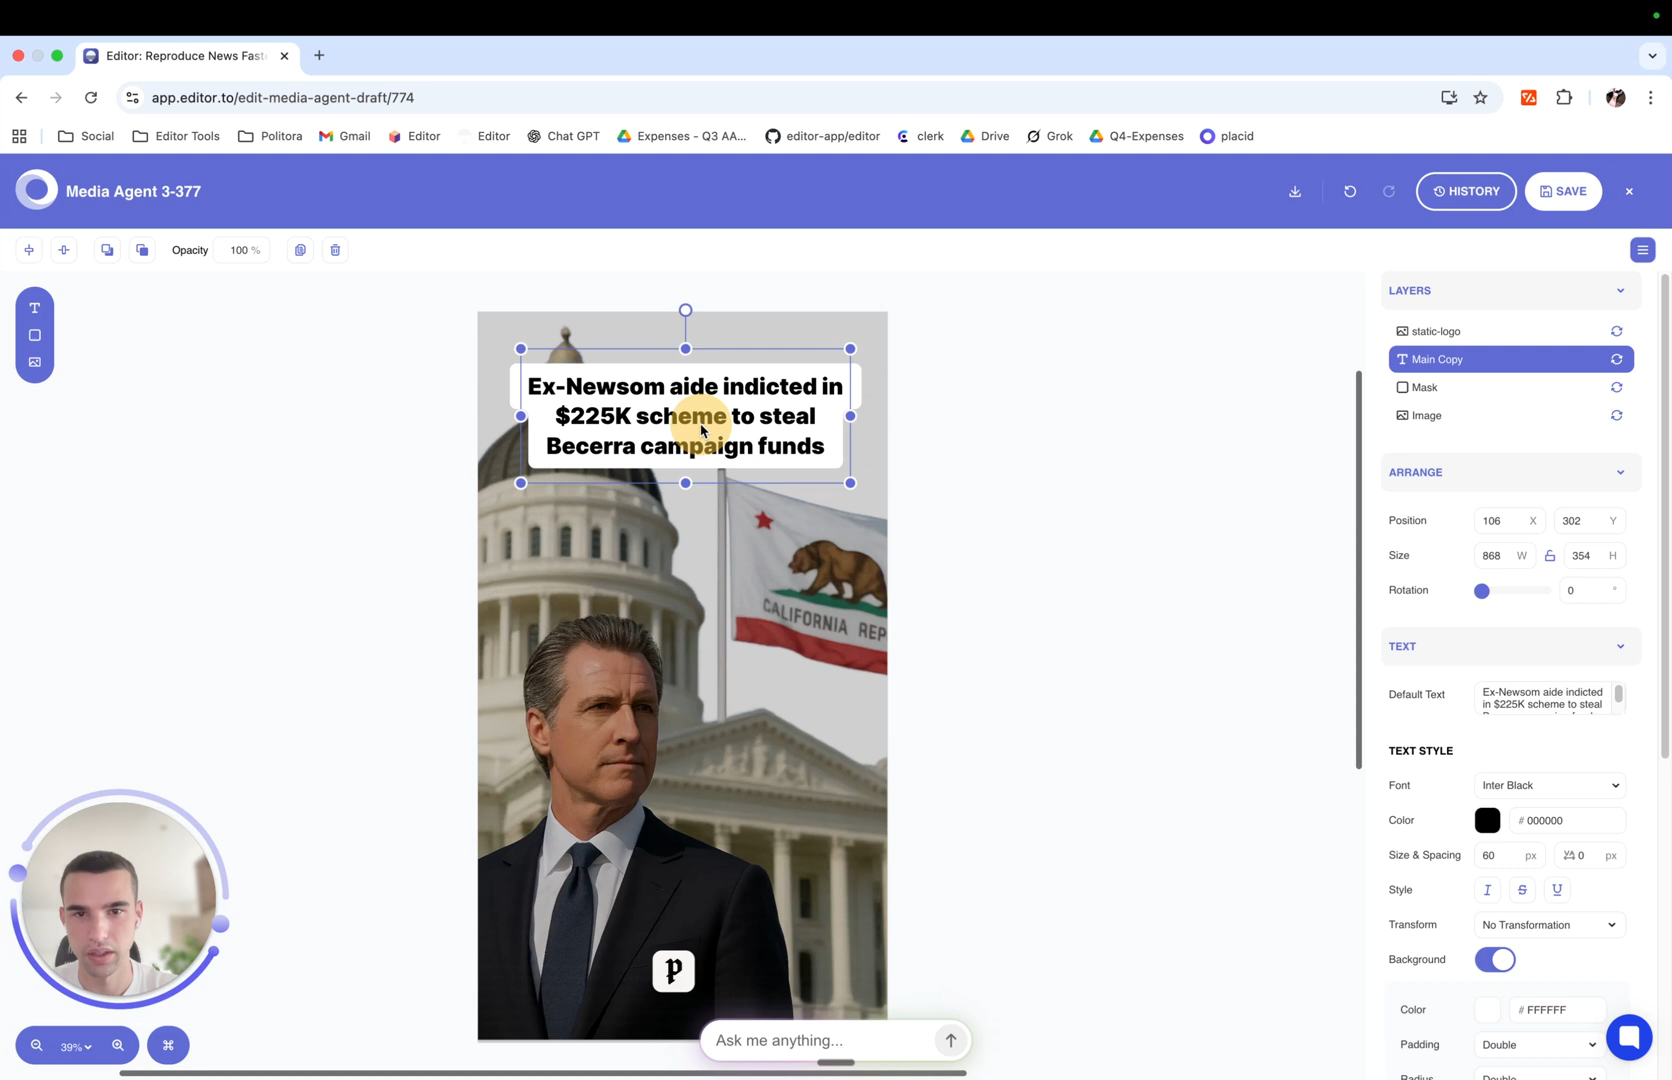 Editor: Reproduce News Fast
app.editor.to/edit-media-agent-draft/774
Social
Editor Tools
Politora
Gmail
Editor
Editor
Chat GPT
Expenses - Q3 AA...
editor-app/editor
clerk
Drive
Grok
Q4-Expenses
placid
Media Agent 3-377
HISTORY
SAVE
Opacity 100 %
Ex-Newsom aide indicted in
$225K scheme to steal
Becerra campaign funds
CALIFORNIA REP
P
39%
Ask me anything...
LAYERS
static-logo
Main Copy
Mask
Image
ARRANGE
Position 106 X 302 Y
Size 868 W 354 H
Rotation 0 °
TEXT
Default Text
Ex-Newsom aide indicted
in $225K scheme to steal
TEXT STYLE
Font Inter Black
Color # 000000
Size & Spacing 60 px VA 0 px
Style I S U
Transform No Transformation
Background
Color # FFFFFF
Padding Double